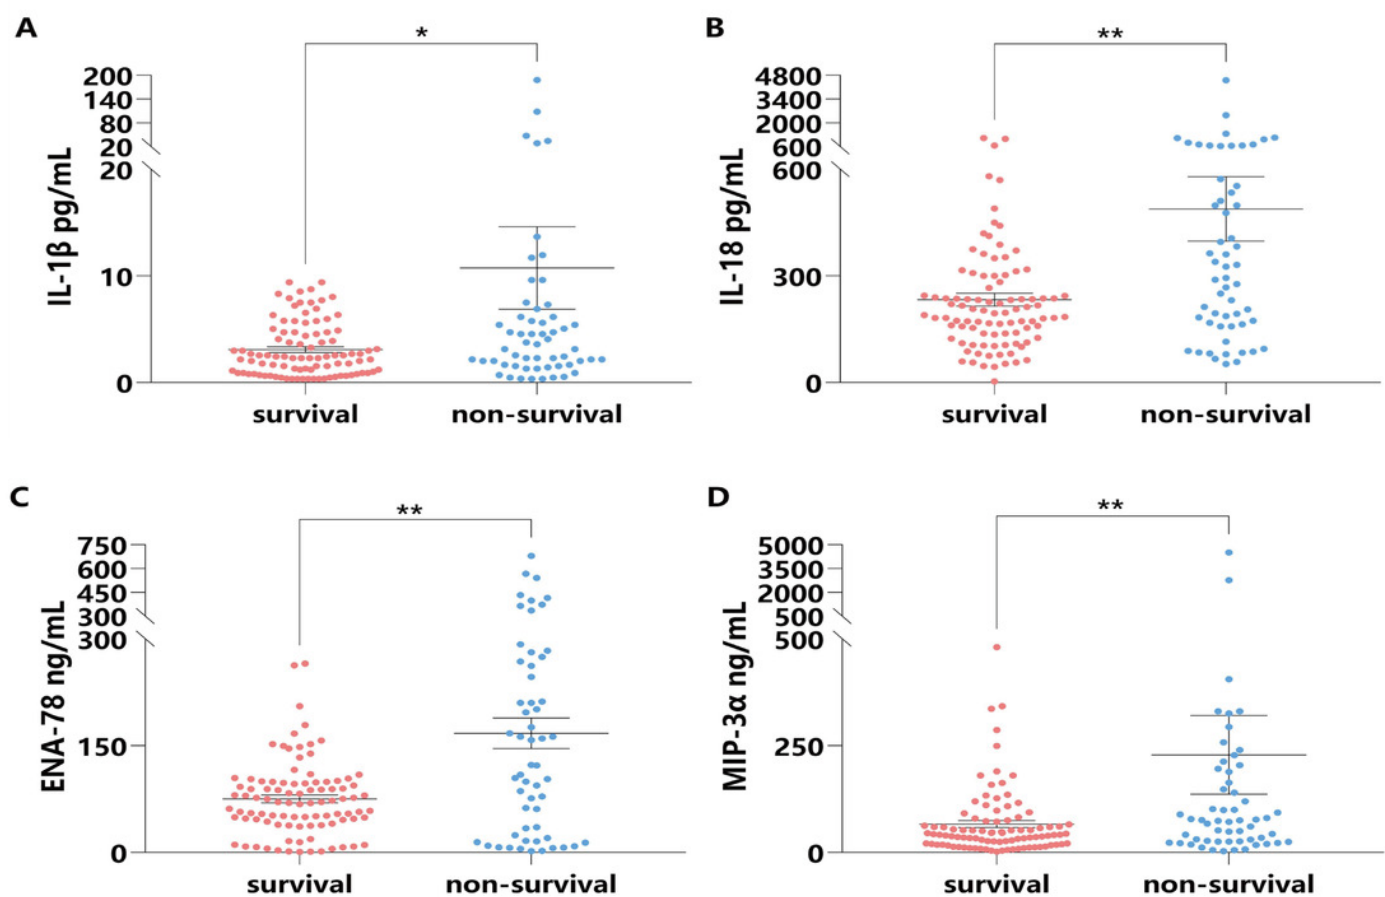 A
*
200
140
80
20
20
10
0
IL-1β pg/mL
survival
non-survival
B
**
4800
3400
2000
600
600
300
0
IL-18 pg/mL
survival
non-survival
C
**
750
600
450
300
300
150
0
ENA-78 ng/mL
survival
non-survival
D
**
5000
3500
2000
500
500
250
0
MIP-3α ng/mL
survival
non-survival